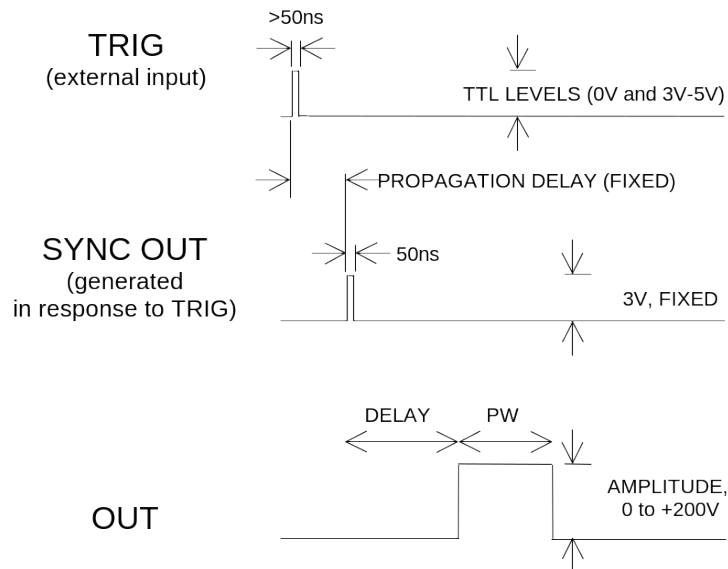 >50ns
TRIG
(external input)
TTL LEVELS (0V and 3V-5V)
PROPAGATION DELAY (FIXED)
SYNC OUT
(generated
in response to TRIG)
50ns
3V, FIXED
DELAY
PW
AMPLITUDE,
0 to +200V
OUT